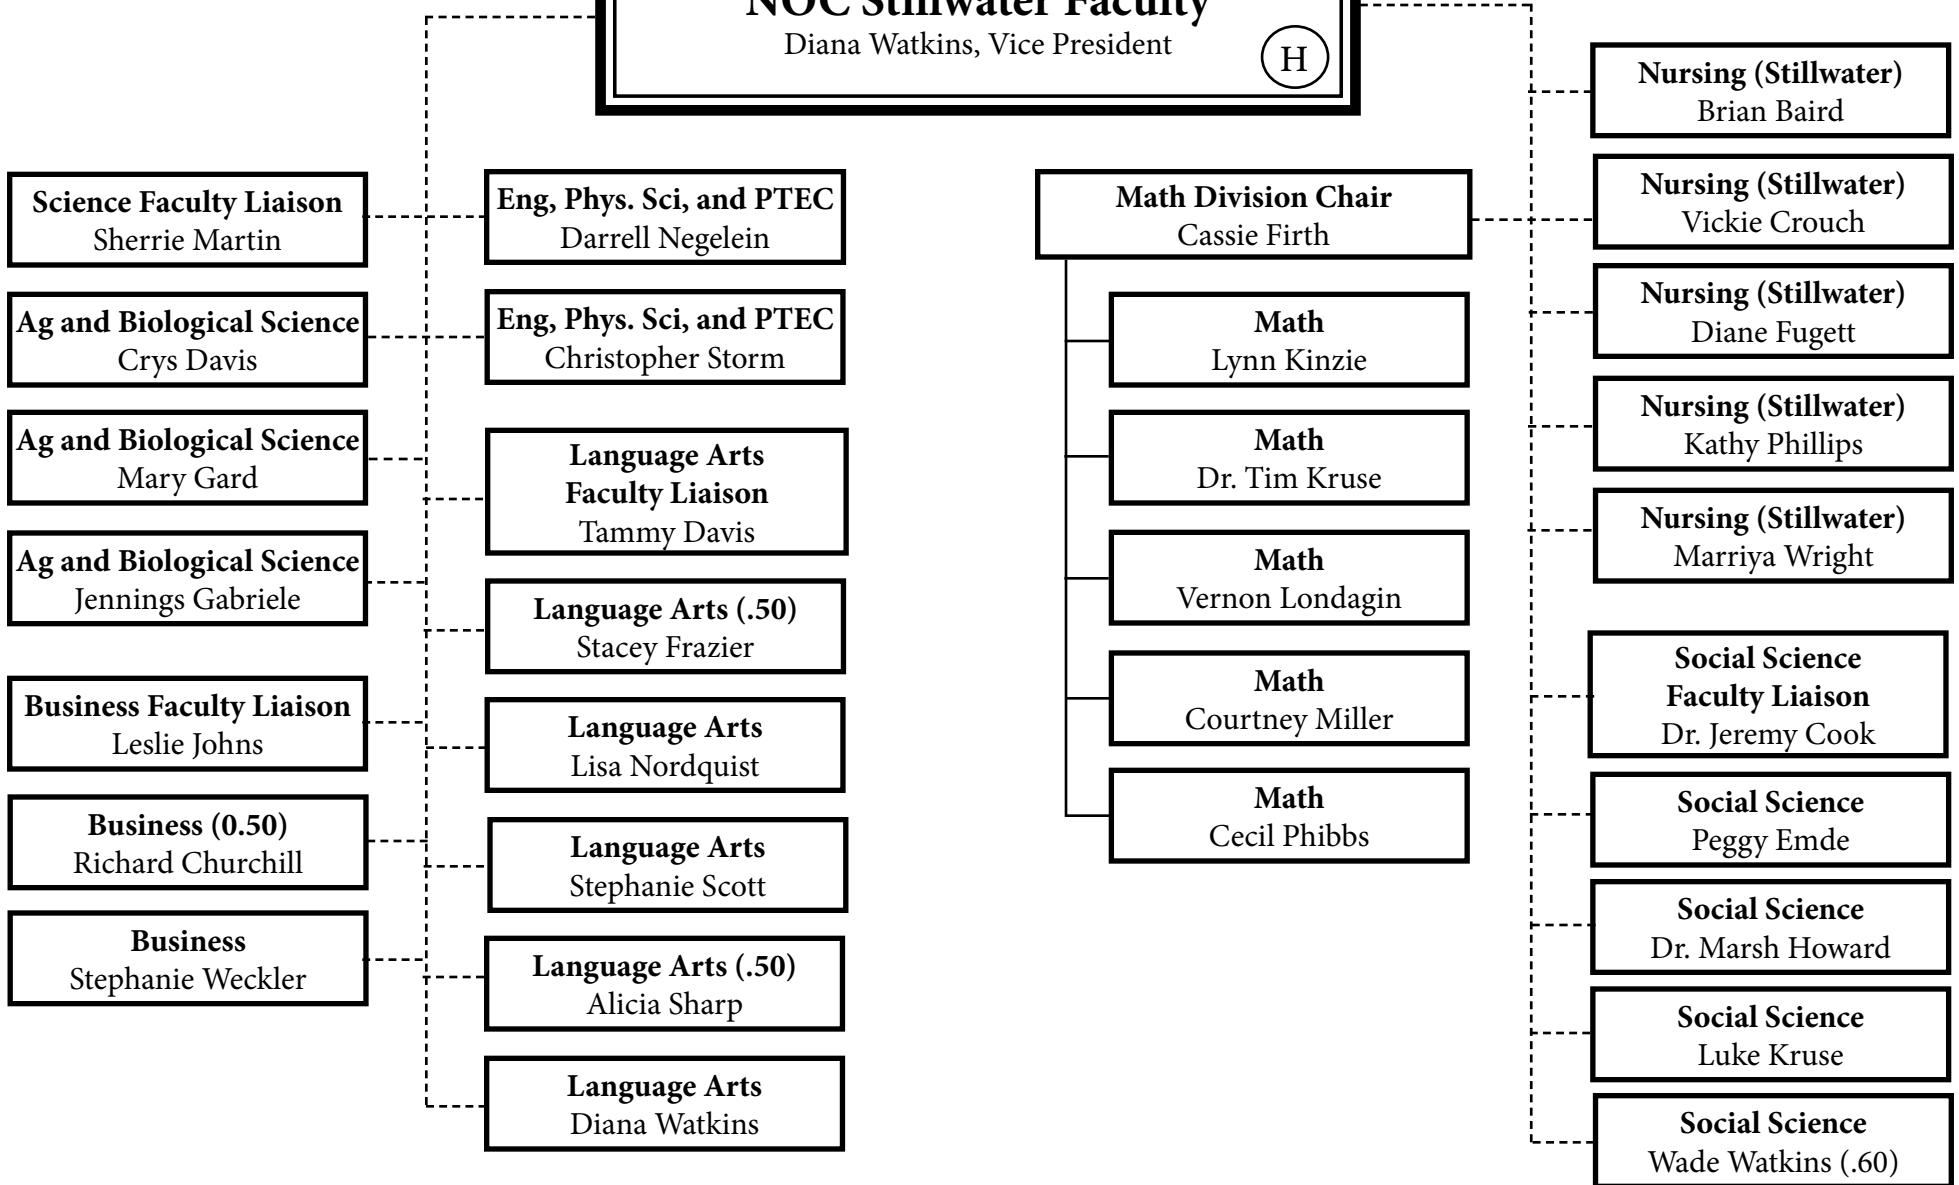 NOC Stillwater Faculty
Diana Watkins, Vice President
H
Science Faculty Liaison
Sherrie Martin
Ag and Biological Science
Crys Davis
Ag and Biological Science
Mary Gard
Ag and Biological Science
Jennings Gabriele
Business Faculty Liaison
Leslie Johns
Business (0.50)
Richard Churchill
Business
Stephanie Weckler
Eng, Phys. Sci, and PTEC
Darrell Negelein
Eng, Phys. Sci, and PTEC
Christopher Storm
Language Arts
Faculty Liaison
Tammy Davis
Language Arts (.50)
Stacey Frazier
Language Arts
Lisa Nordquist
Language Arts
Stephanie Scott
Language Arts (.50)
Alicia Sharp
Language Arts
Diana Watkins
Math Division Chair
Cassie Firth
Math
Lynn Kinzie
Math
Dr. Tim Kruse
Math
Vernon Londagin
Math
Courtney Miller
Math
Cecil Phibbs
Nursing (Stillwater)
Brian Baird
Nursing (Stillwater)
Vickie Crouch
Nursing (Stillwater)
Diane Fugett
Nursing (Stillwater)
Kathy Phillips
Nursing (Stillwater)
Marriya Wright
Social Science
Faculty Liaison
Dr. Jeremy Cook
Social Science
Peggy Emde
Social Science
Dr. Marsh Howard
Social Science
Luke Kruse
Social Science
Wade Watkins (.60)